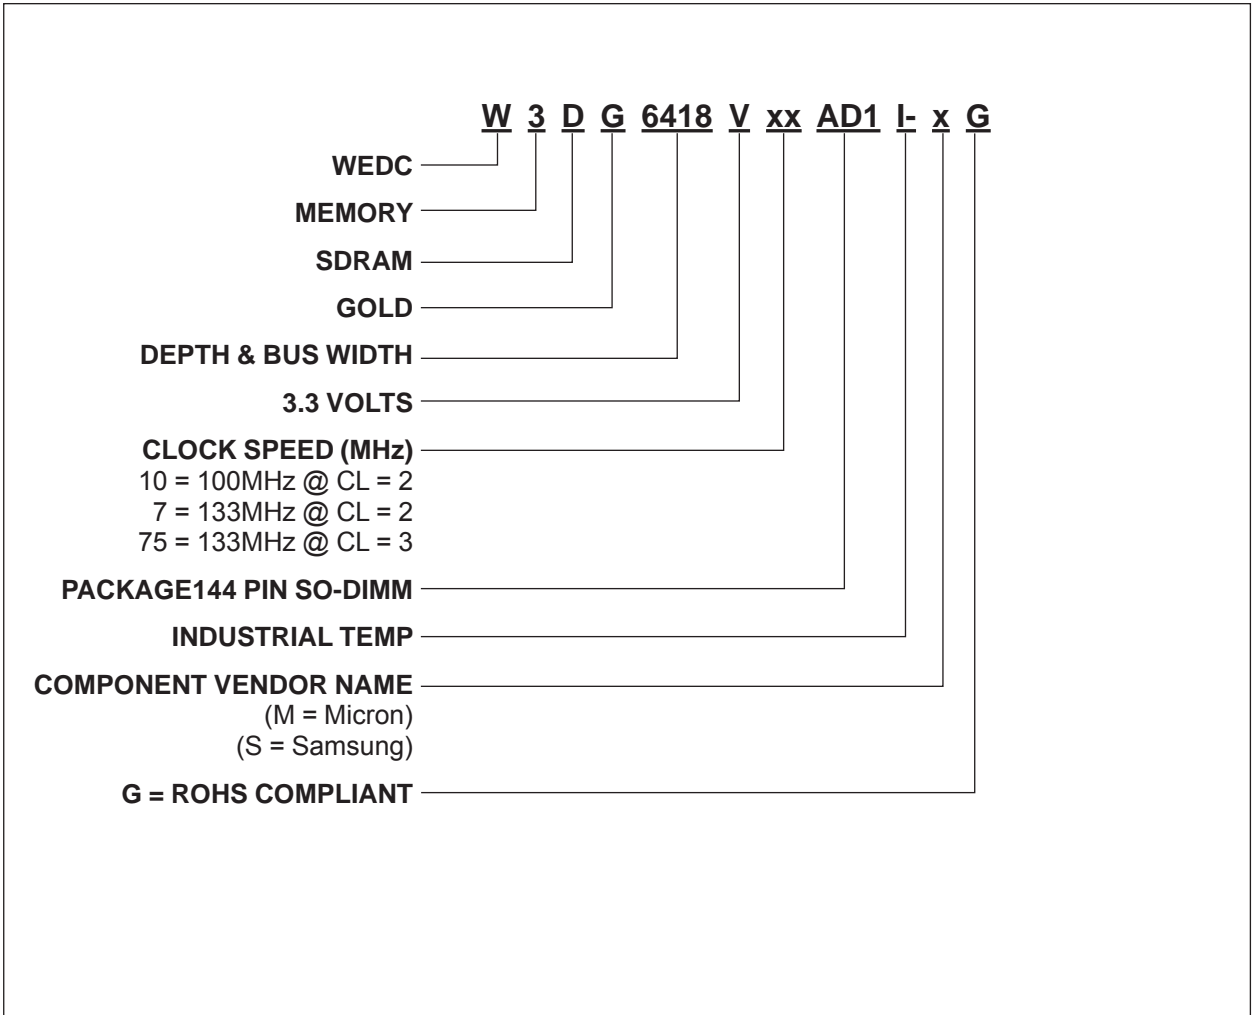 W 3 D G 6418 V xx AD1 I- x G
WEDC
MEMORY
SDRAM
GOLD
DEPTH & BUS WIDTH
3.3 VOLTS
CLOCK SPEED (MHz)
10 = 100MHz @ CL = 2
7 = 133MHz @ CL = 2
75 = 133MHz @ CL = 3
PACKAGE144 PIN SO-DIMM
INDUSTRIAL TEMP
COMPONENT VENDOR NAME
(M = Micron)
(S = Samsung)
G = ROHS COMPLIANT